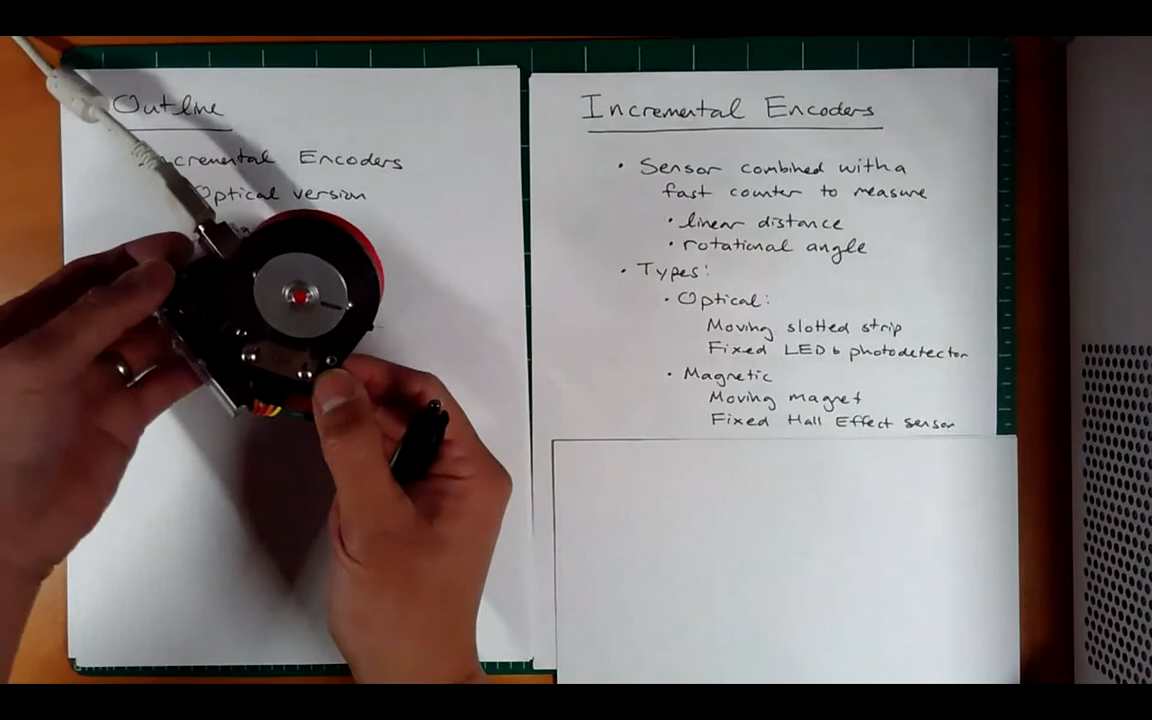 Outline
Incremental Encoders
Optical version
Incremental Encoders
• Sensor combined with a
fast counter to measure
• linear distance
• rotational angle
• Types:
• Optical:
Moving slotted strip
Fixed LED & photodetector
• Magnetic
Moving magnet
Fixed Hall Effect sensor